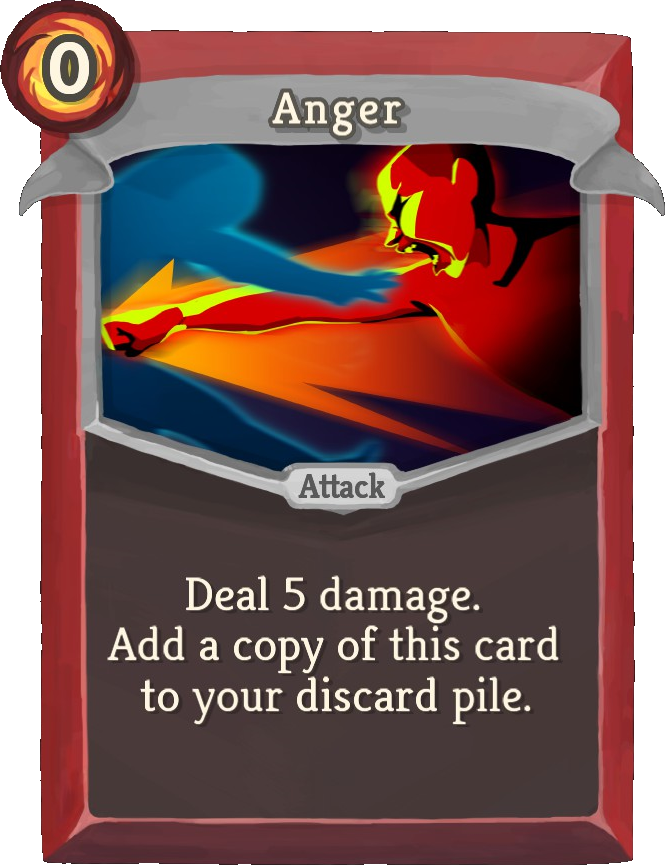 0
Anger
Attack
Deal 5 damage.
Add a copy of this card
to your discard pile.